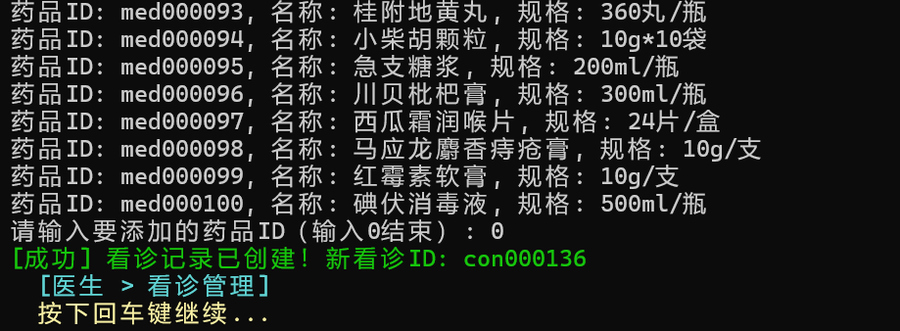 药品ID: med000093, 名称: 桂附地黄丸, 规格: 360丸/瓶
药品ID: med000094, 名称: 小柴胡颗粒, 规格: 10g*10袋
药品ID: med000095, 名称: 急支糖浆, 规格: 200ml/瓶
药品ID: med000096, 名称: 川贝枇杷膏, 规格: 300ml/瓶
药品ID: med000097, 名称: 西瓜霜润喉片, 规格: 24片/盒
药品ID: med000098, 名称: 马应龙麝香痔疮膏, 规格: 10g/支
药品ID: med000099, 名称: 红霉素软膏, 规格: 10g/支
药品ID: med000100, 名称: 碘伏消毒液, 规格: 500ml/瓶
请输入要添加的药品ID（输入0结束）: 0
[成功] 看诊记录已创建! 新看诊ID: con000136
[医生 > 看诊管理]
按下回车键继续...